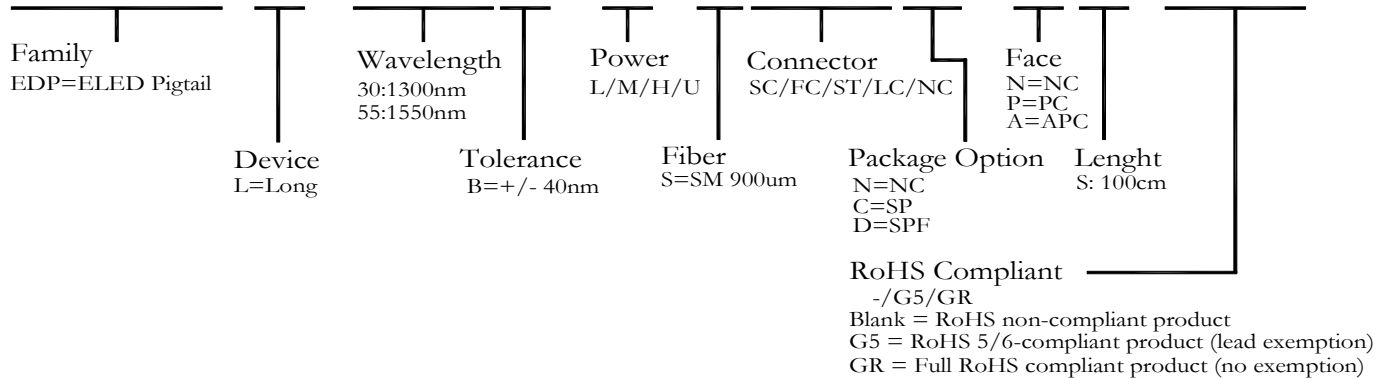 Family
EDP=ELED Pigtail
Device
L=Long
Wavelength
30:1300nm
55:1550nm
Tolerance
B=+/- 40nm
Power
L/M/H/U
Fiber
S=SM 900um
Connector
SC/FC/ST/LC/NC
Package Option
N=NC
C=SP
D=SPF
Face
N=NC
P=PC
A=APC
Lenght
S: 100cm
RoHS Compliant
-/G5/GR
Blank = RoHS non-compliant product
G5 = RoHS 5/6-compliant product (lead exemption)
GR = Full RoHS compliant product (no exemption)